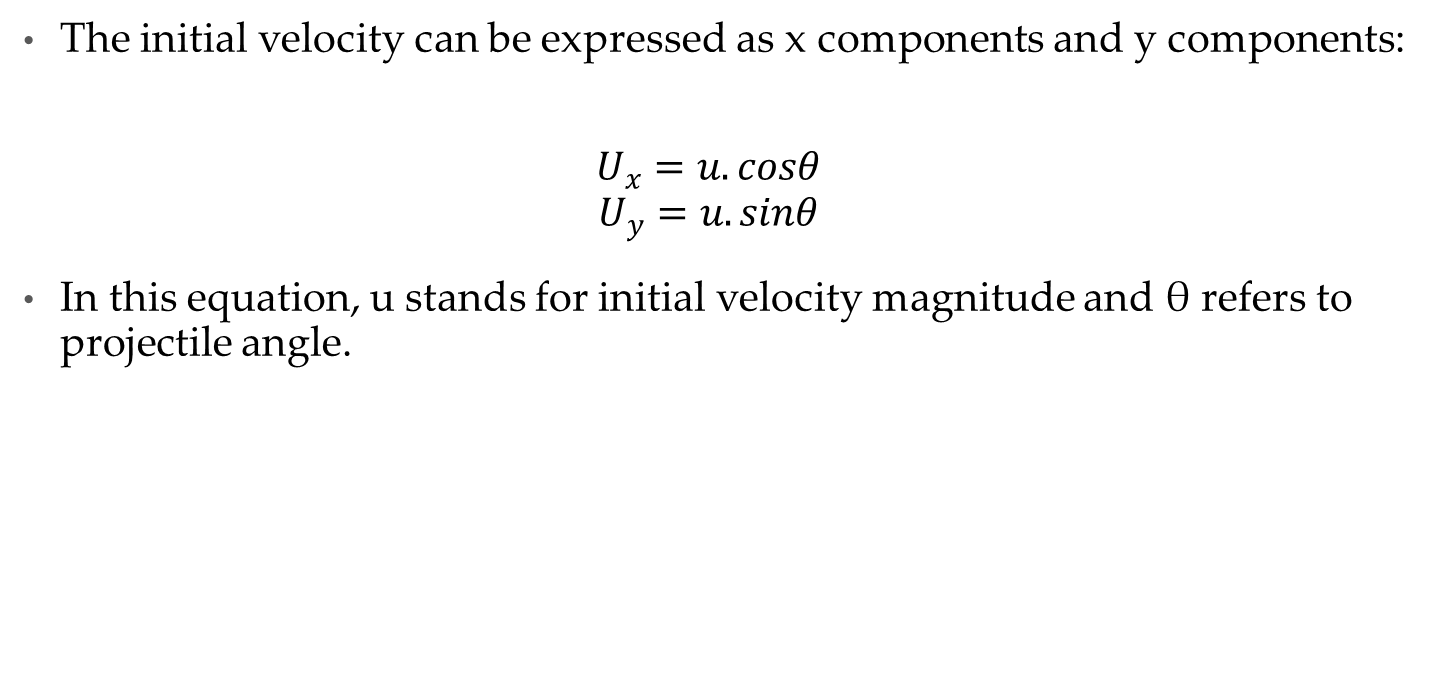 • The initial velocity can be expressed as x components and y components:
U_x = u. cosθ
U_y = u. sinθ
• In this equation, u stands for initial velocity magnitude and θ refers to
projectile angle.